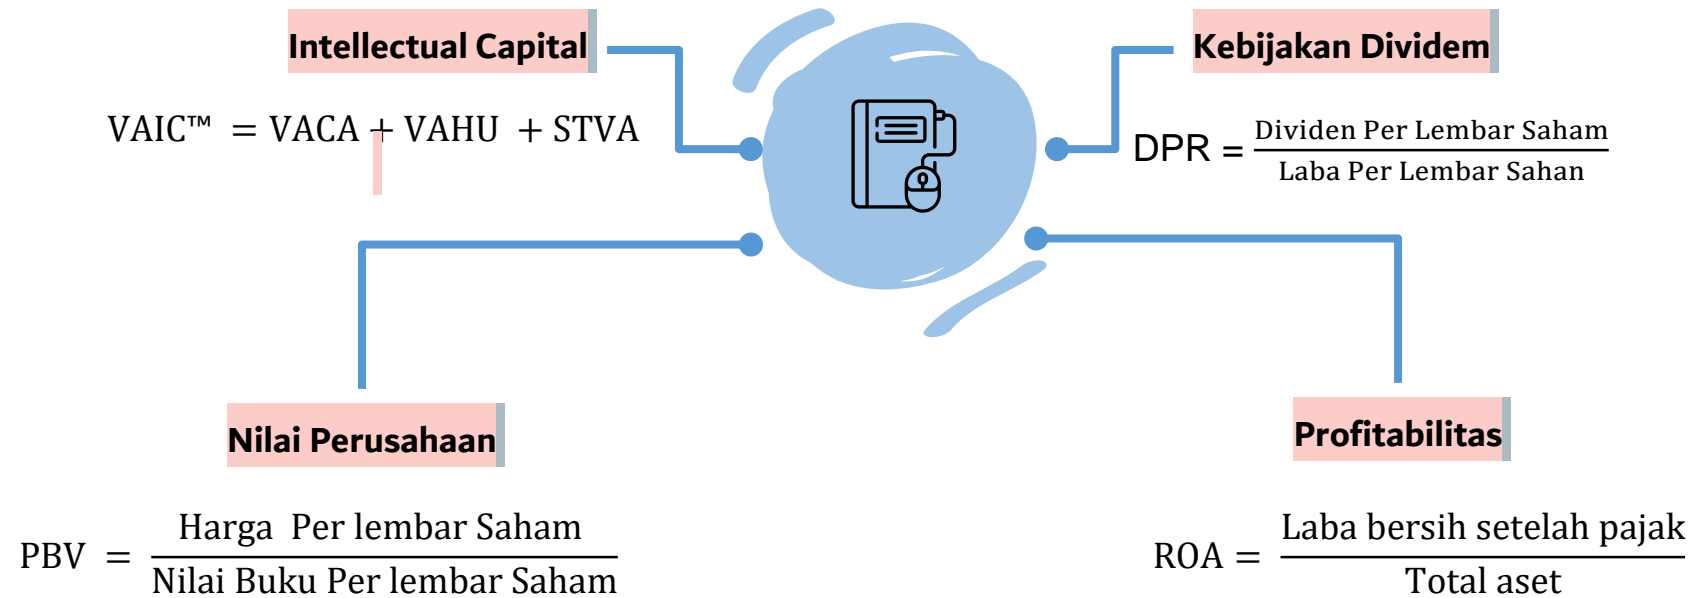 Intellectual Capital
VAIC™ = VACA + VAHU + STVA
Kebijakan Dividem
DPR = Dividen Per Lembar Saham
Laba Per Lembar Sahan
Nilai Perusahaan
PBV = Harga Per lembar Saham
Nilai Buku Per lembar Saham
Profitabilitas
ROA = Laba bersih setelah pajak
Total aset